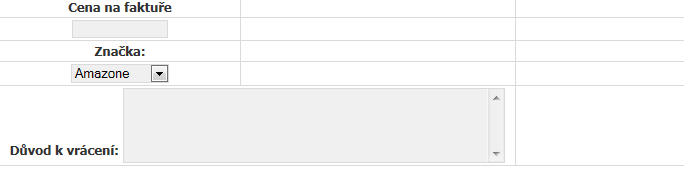 Cena na faktuře
Značka:
Amazone
Důvod k vrácení: